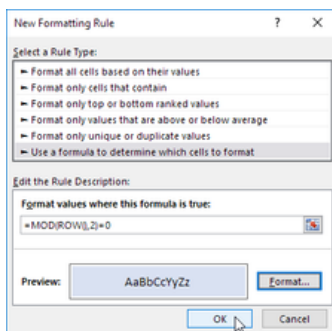 New Formatting Rule ? ×
Select a Rule Type:
► Format all cells based on their values
► Format only cells that contain
► Format only top or bottom ranked values
► Format only values that are above or below average
► Format only unique or duplicate values
► Use a formula to determine which cells to format
Edit the Rule Description:
Format values where this formula is true:
=MOD(ROW(),2)=0
Preview: AaBbCcYyZz Format...
OK Cancel